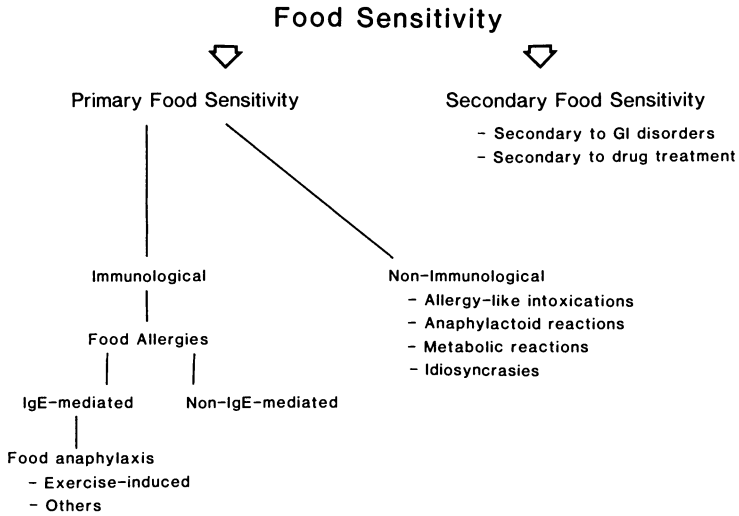 Food Sensitivity
Primary Food Sensitivity
Secondary Food Sensitivity
- Secondary to GI disorders
- Secondary to drug treatment
Immunological
Non-Immunological
- Allergy-like intoxications
- Anaphylactoid reactions
- Metabolic reactions
- Idiosyncrasies
Food Allergies
IgE-mediated
Non-IgE-mediated
Food anaphylaxis
- Exercise-induced
- Others